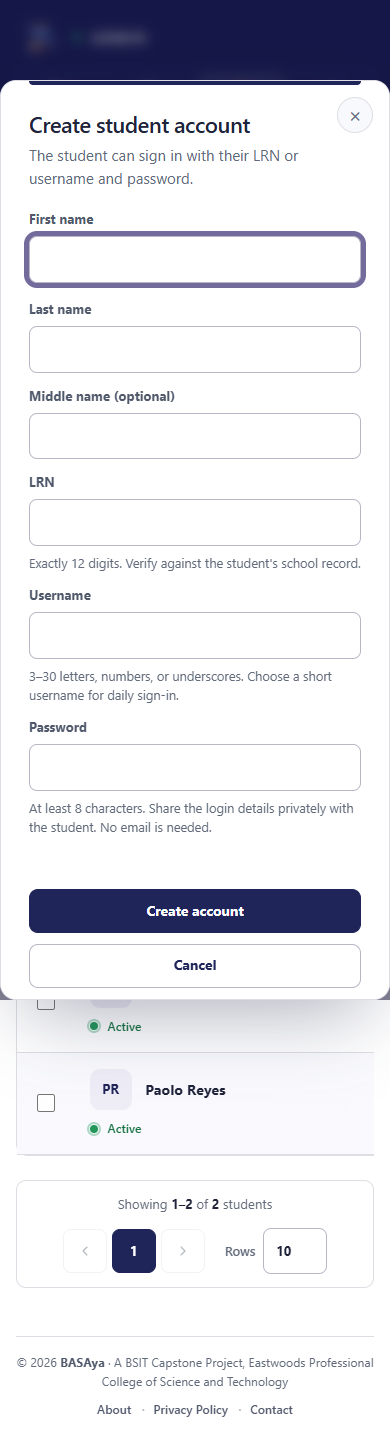 Create student account
×
The student can sign in with their LRN or
username and password.
First name
Last name
Middle name (optional)
LRN
Exactly 12 digits. Verify against the student's school record.
Username
3–30 letters, numbers, or underscores. Choose a short
username for daily sign-in.
Password
At least 8 characters. Share the login details privately with
the student. No email is needed.
Create account
Cancel
Active
PR Paolo Reyes
Active
Showing 1–2 of 2 students
‹ 1 › Rows 10
© 2026 BASAya · A BSIT Capstone Project, Eastwoods Professional
College of Science and Technology
About · Privacy Policy · Contact